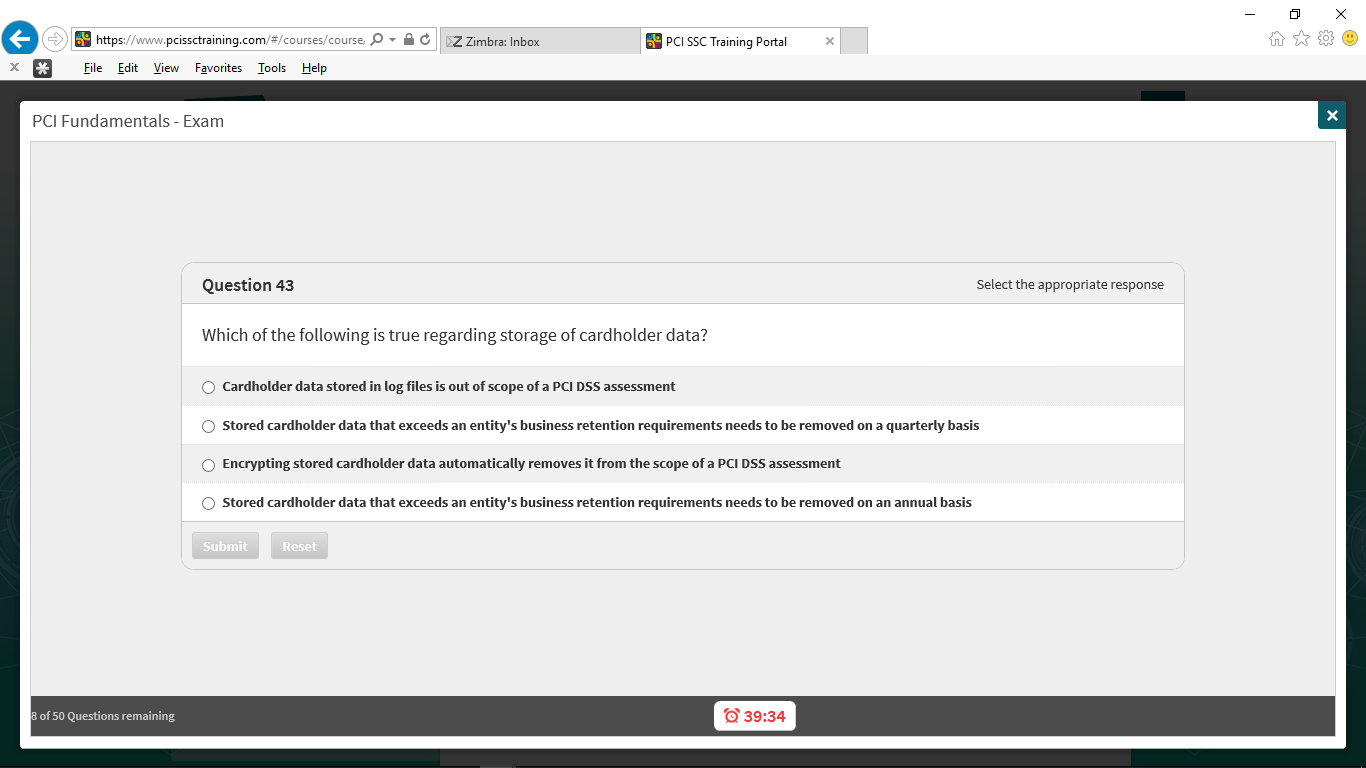 https://www.pcissctraining.com/#/courses/course,
Zimbra: Inbox
PCI SSC Training Portal
File Edit View Favorites Tools Help
PCI Fundamentals - Exam
Question 43
Select the appropriate response
Which of the following is true regarding storage of cardholder data?
Cardholder data stored in log files is out of scope of a PCI DSS assessment
Stored cardholder data that exceeds an entity's business retention requirements needs to be removed on a quarterly basis
Encrypting stored cardholder data automatically removes it from the scope of a PCI DSS assessment
Stored cardholder data that exceeds an entity's business retention requirements needs to be removed on an annual basis
Submit Reset
8 of 50 Questions remaining
39:34